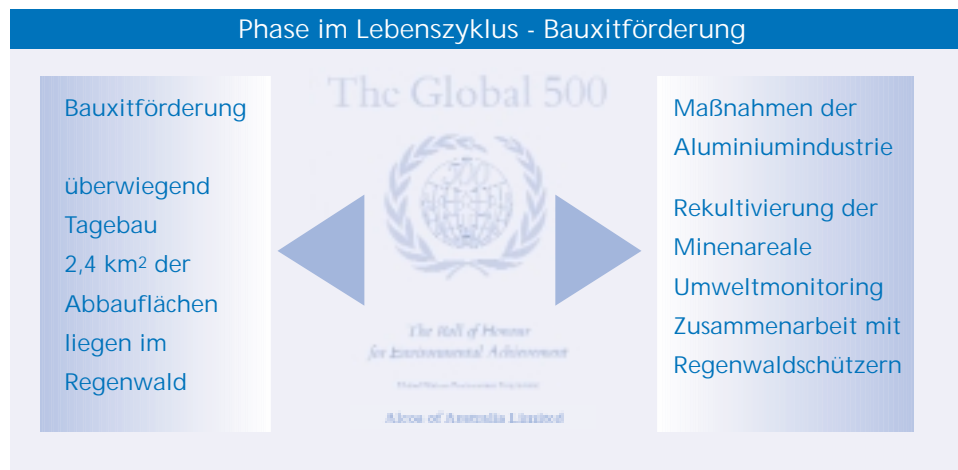 Phase im Lebenszyklus - Bauxitförderung
Bauxitförderung
überwiegend
Tagebau
2,4 km² der
Abbauflächen
liegen im
Regenwald
The Global 500
500
The Roll of Honour
for Environmental Achievement
Alcoa of Australia Limited
Maßnahmen der
Aluminiumindustrie
Rekultivierung der
Minenareale
Umweltmonitoring
Zusammenarbeit mit
Regenwaldschützern